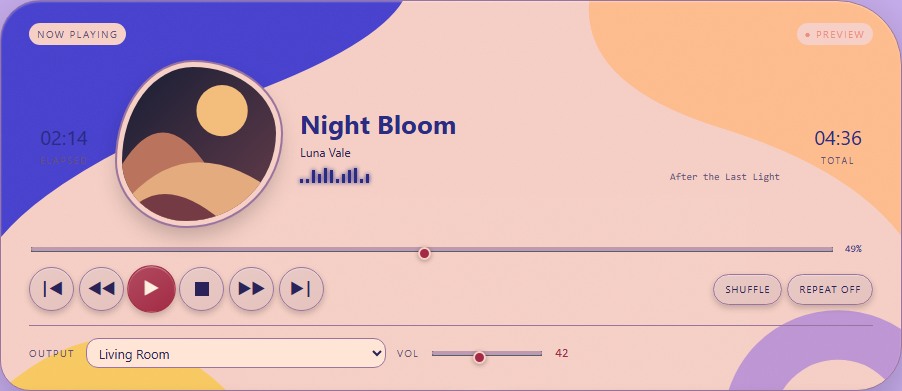 NOW PLAYING
PREVIEW
02:14
ELAPSED
Night Bloom
Luna Vale
After the Last Light
04:36
TOTAL
49%
SHUFFLE
REPEAT OFF
OUTPUT
Living Room
VOL
42